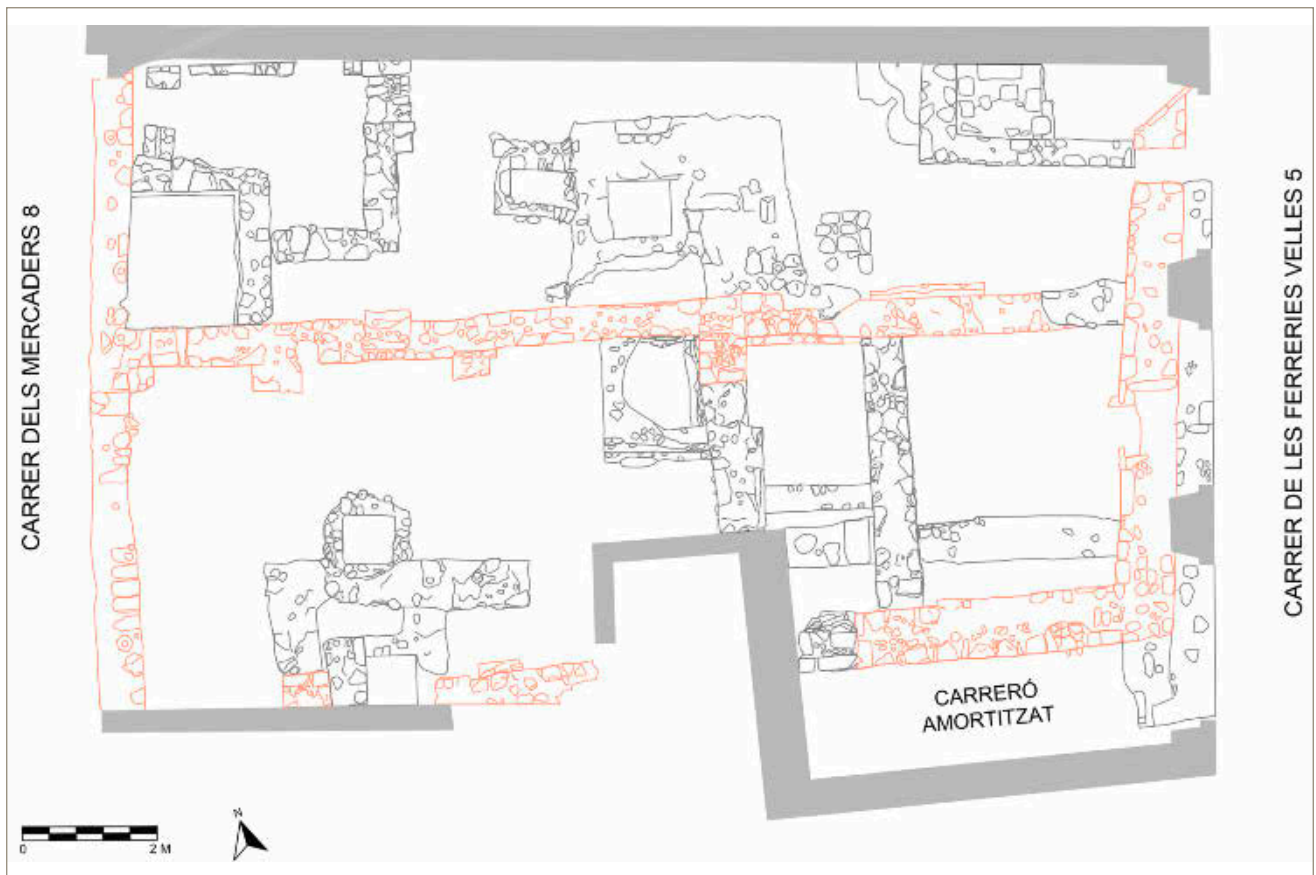 CARRER DELS MERCADERS 8
CARRER DE LES FERRERIES VELLES 5
CARRERÓ
AMORTITZAT
N
0 2 M